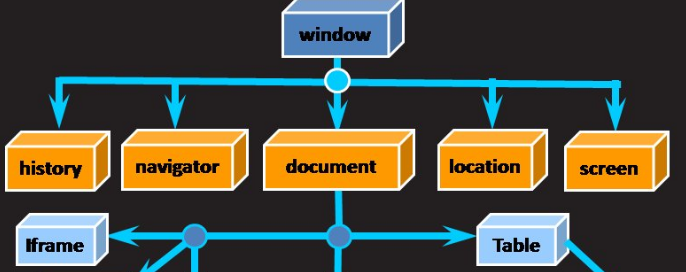 window
history
navigator
document
location
screen
Iframe
Table